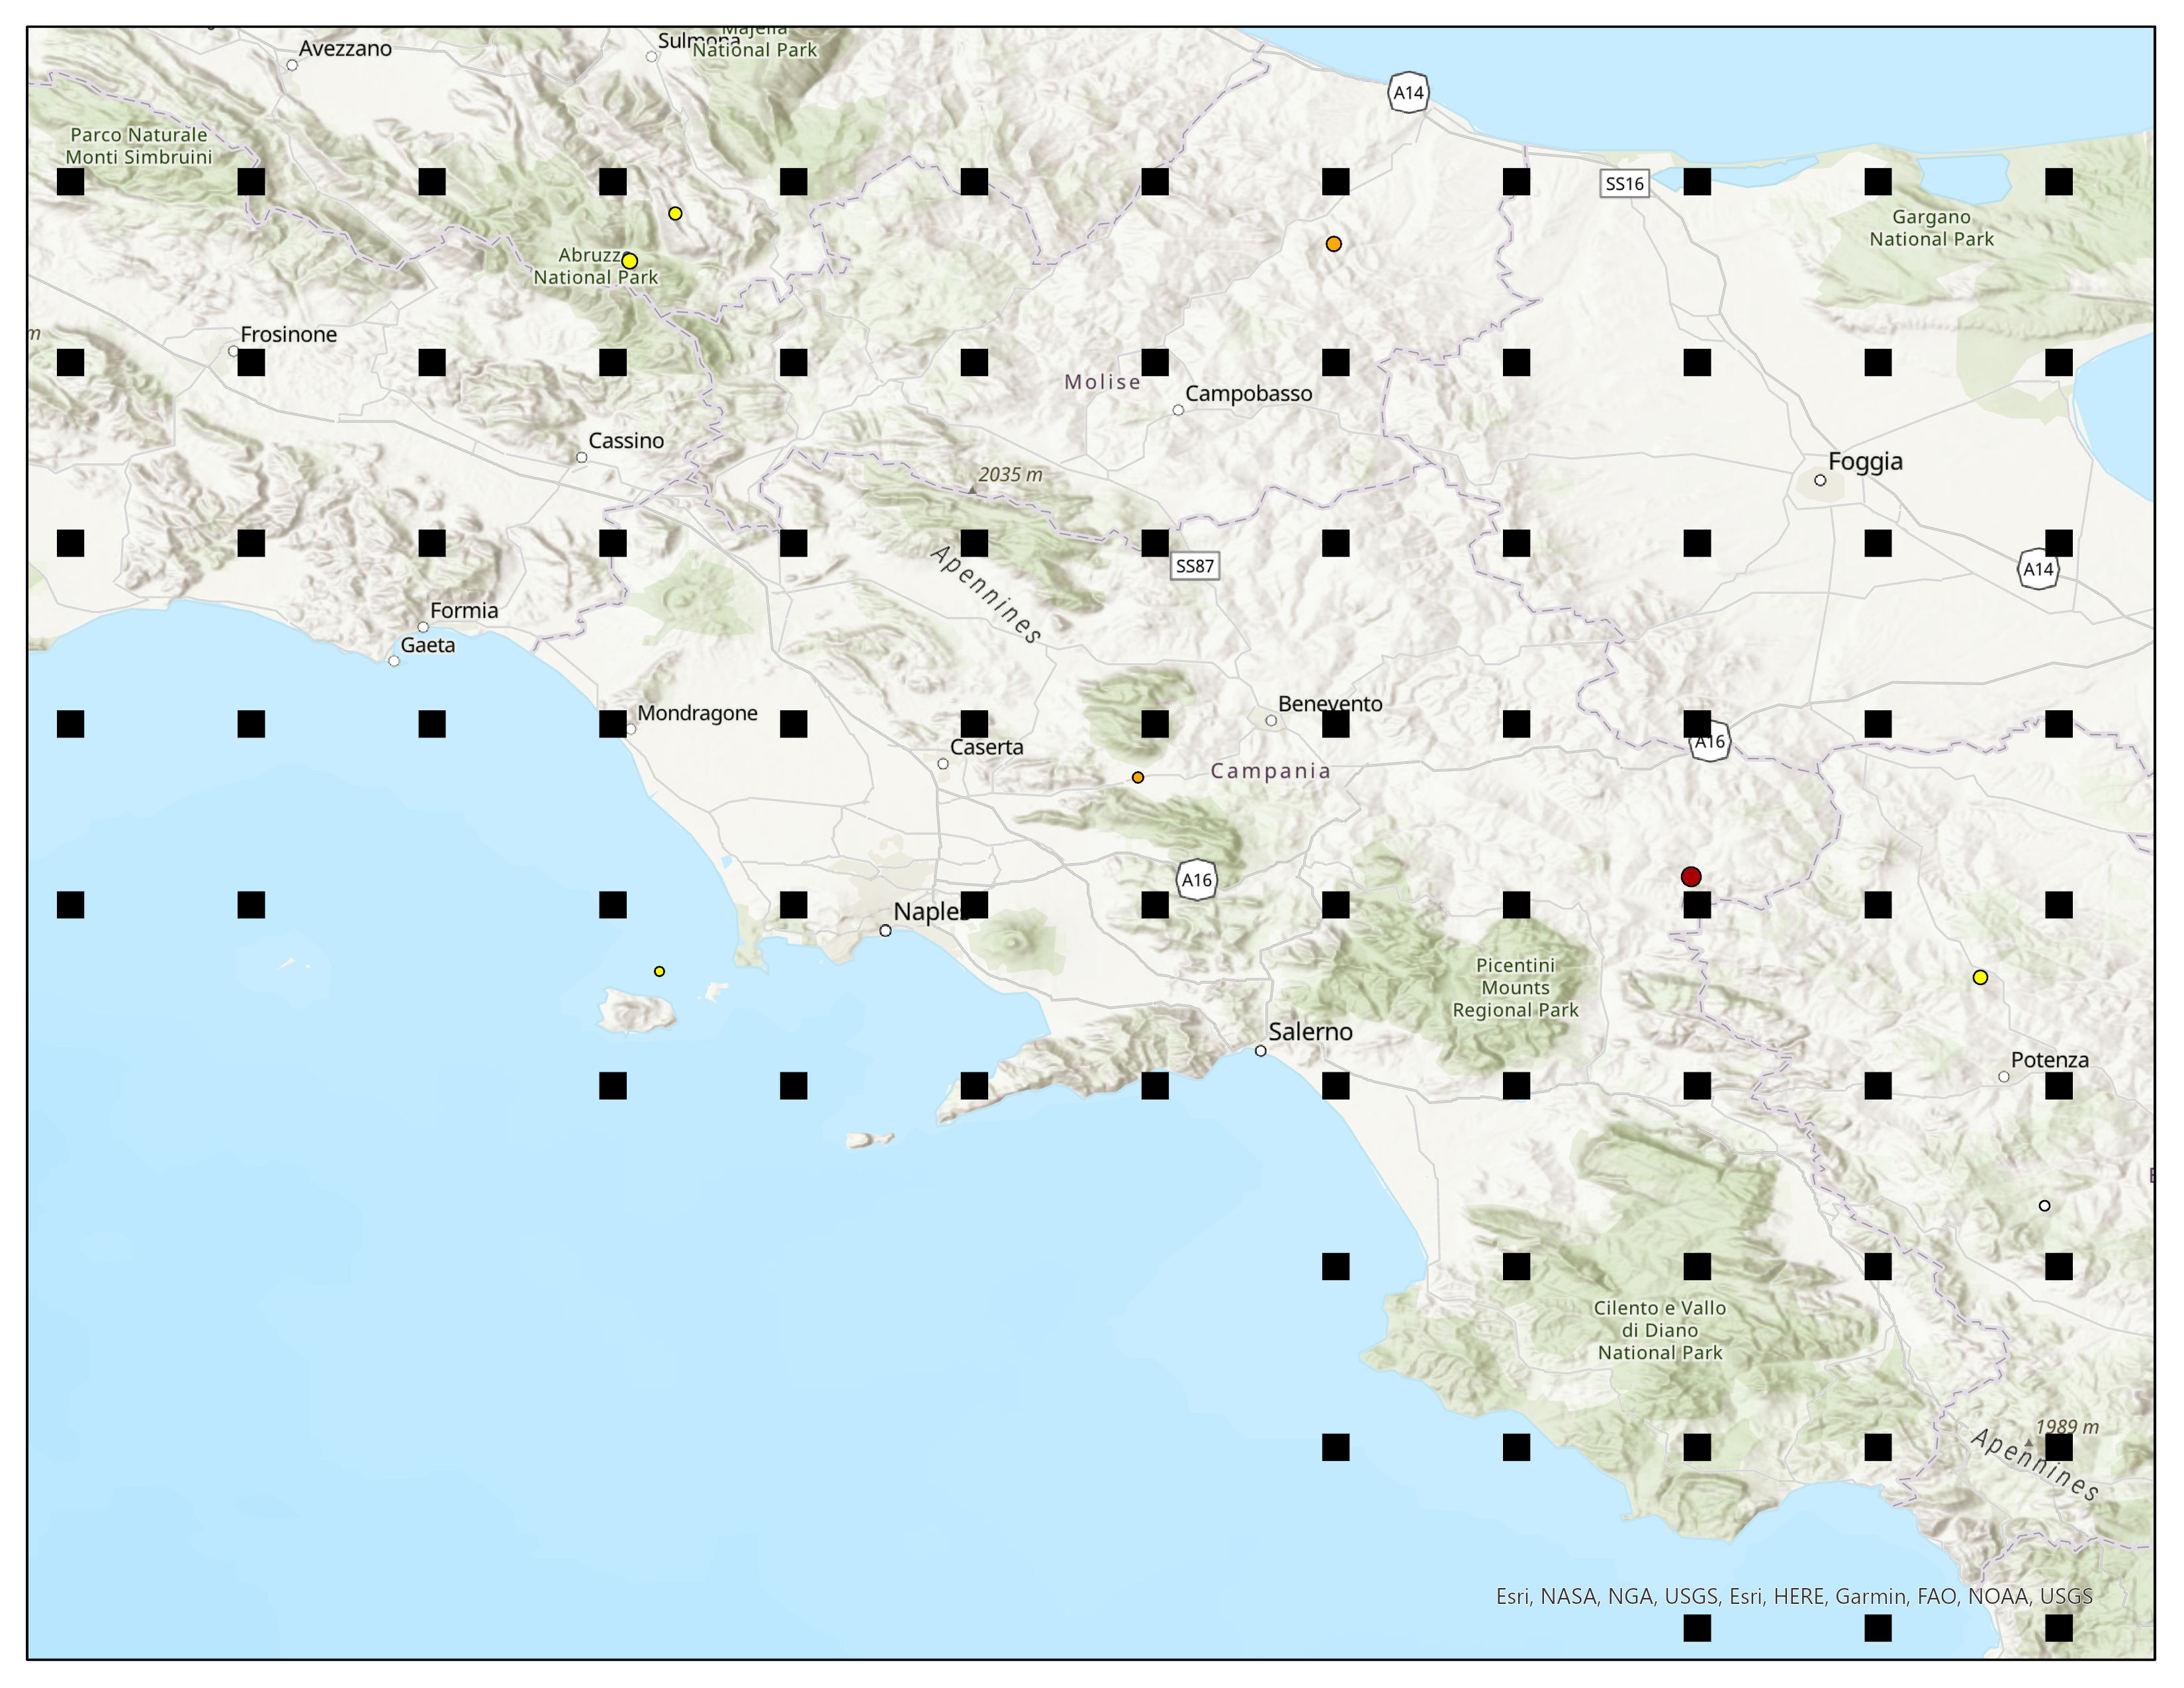 Avezzano
Sulmona
Majella
National Park
A14
Parco Naturale
Monti Simbruini
SS16
Gargano
National Park
Abruzzo
National Park
m
Frosinone
Molise
Campobasso
Cassino
2035 m
Foggia
Apennines
SS87
A14
Formia
Gaeta
Mondragone
Benevento
Caserta
A16
Campania
A16
Naples
Picentini
Mounts
Regional Park
Salerno
Potenza
Cilento e Vallo
di Diano
National Park
1989 m
Apennines
Esri, NASA, NGA, USGS, Esri, HERE, Garmin, FAO, NOAA, USGS